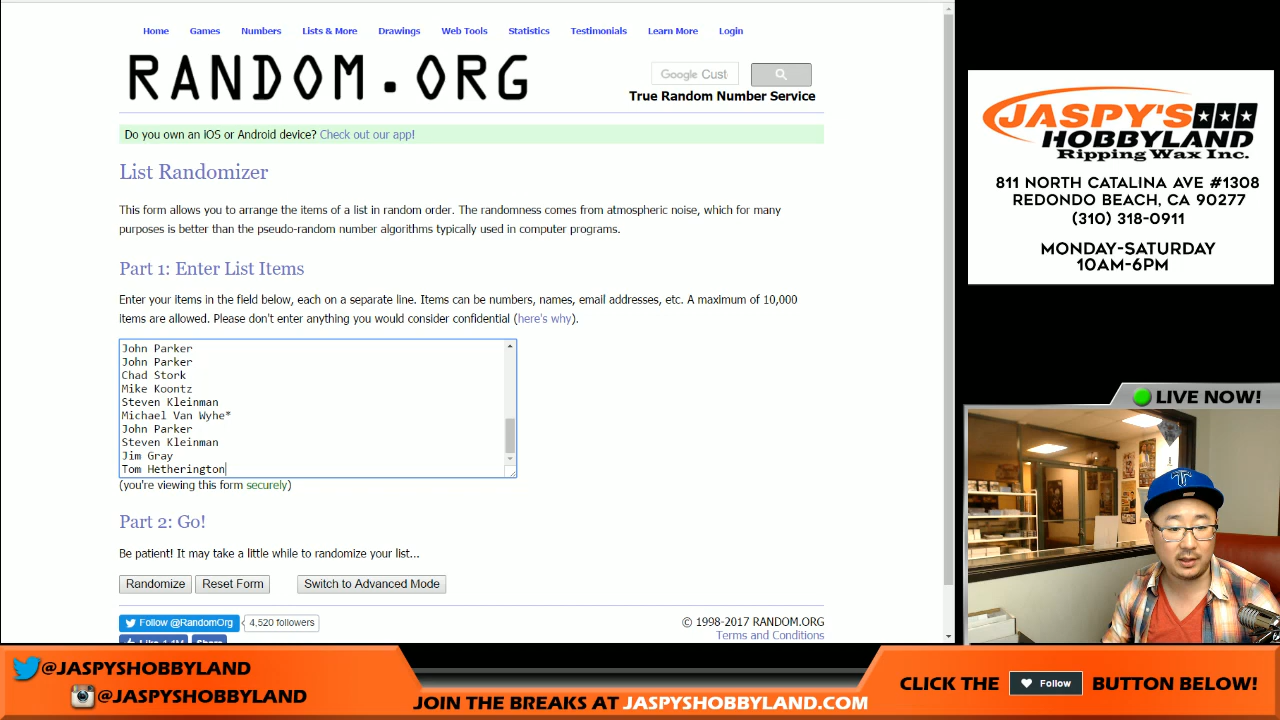 Home Games Numbers Lists & More Drawings Web Tools Statistics Testimonials Learn More Login
RANDOM.ORG
Google Cust
True Random Number Service
Do you own an iOS or Android device? Check out our app!
List Randomizer
This form allows you to arrange the items of a list in random order. The randomness comes from atmospheric noise, which for many
purposes is better than the pseudo-random number algorithms typically used in computer programs.
Part 1: Enter List Items
Enter your items in the field below, each on a separate line. Items can be numbers, names, email addresses, etc. A maximum of 10,000
items are allowed. Please don't enter anything you would consider confidential (here's why).
John Parker
John Parker
Chad Stork
Mike Koontz
Steven Kleinman
Michael Van Wyhe*
John Parker
Steven Kleinman
Jim Gray
Tom Hetherington
(you're viewing this form securely)
Part 2: Go!
Be patient! It may take a little while to randomize your list...
Randomize Reset Form Switch to Advanced Mode
Follow @RandomOrg 4,520 followers
Like 1.1M Share
© 1998-2017 RANDOM.ORG
Terms and Conditions
JASPY'S
HOBBYLAND
Ripping Wax Inc.
811 NORTH CATALINA AVE #1308
REDONDO BEACH, CA 90277
(310) 318-0911
MONDAY-SATURDAY
10AM-6PM
LIVE NOW!
@JASPYSHOBBYLAND
@JASPYSHOBBYLAND
JOIN THE BREAKS AT JASPYSHOBBYLAND.COM
CLICK THE Follow BUTTON BELOW!